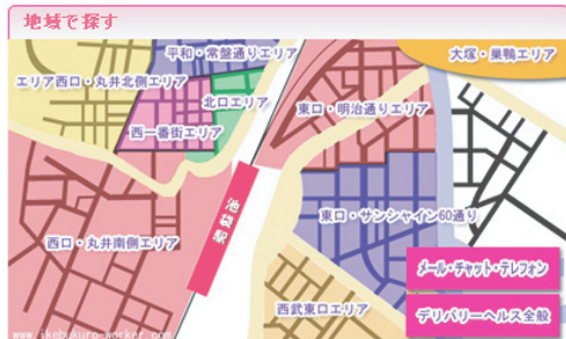 地域で探す
平和・常盤通りエリア
大塚・巣鴨エリア
エリア西口・丸井北側エリア
北口エリア
東口・明治通りエリア
西一番街エリア
池袋駅
東口・サンシャイン60通り
西口・丸井南側エリア
メール・チャット・テレフォン
西武東口エリア
デリバリーヘルス全般
www.ikebukuro-worker.com